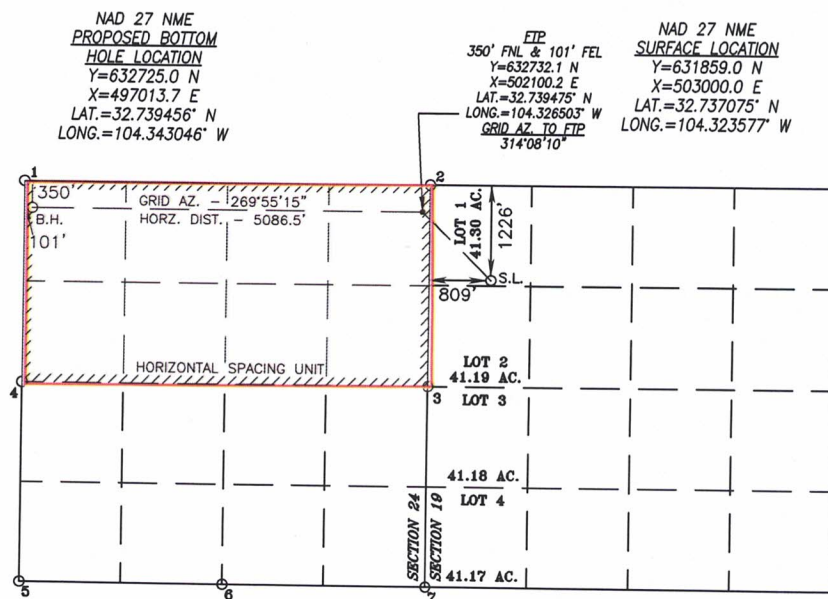 NAD 27 NME
PROPOSED BOTTOM
HOLE LOCATION
Y=632725.0 N
X=497013.7 E
LAT.=32.739456° N
LONG.=104.343046° W
FTP
350' FNL & 101' FEL
Y=632732.1 N
X=502100.2 E
LAT.=32.739475° N
LONG.=104.326503° W
GRID AZ. TO FTP
314°08'10"
NAD 27 NME
SURFACE LOCATION
Y=631859.0 N
X=503000.0 E
LAT.=32.737075° N
LONG.=104.323577° W
1
2
350'
GRID AZ. – 269°55'15"
HORZ. DIST. – 5086.5'
B.H.
101'
LOT 1
41.30 AC.
1226'
S.L.
809'
HORIZONTAL SPACING UNIT
LOT 2
41.19 AC.
4
3
LOT 3
41.18 AC.
LOT 4
SECTION 24
SECTION 19
41.17 AC.
5
6
7